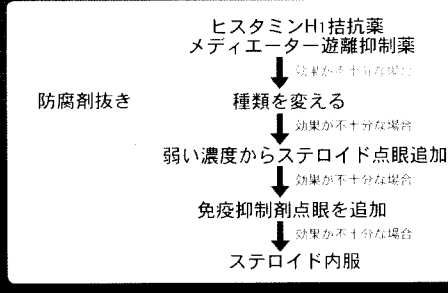 ヒスタミンH1拮抗薬
メディエーター遊離抑制薬
効果が不十分な場合
防腐剤抜き 種類を変える
効果が不十分な場合
弱い濃度からステロイド点眼追加
効果が不十分な場合
免疫抑制剤点眼を追加
効果が不十分な場合
ステロイド内服